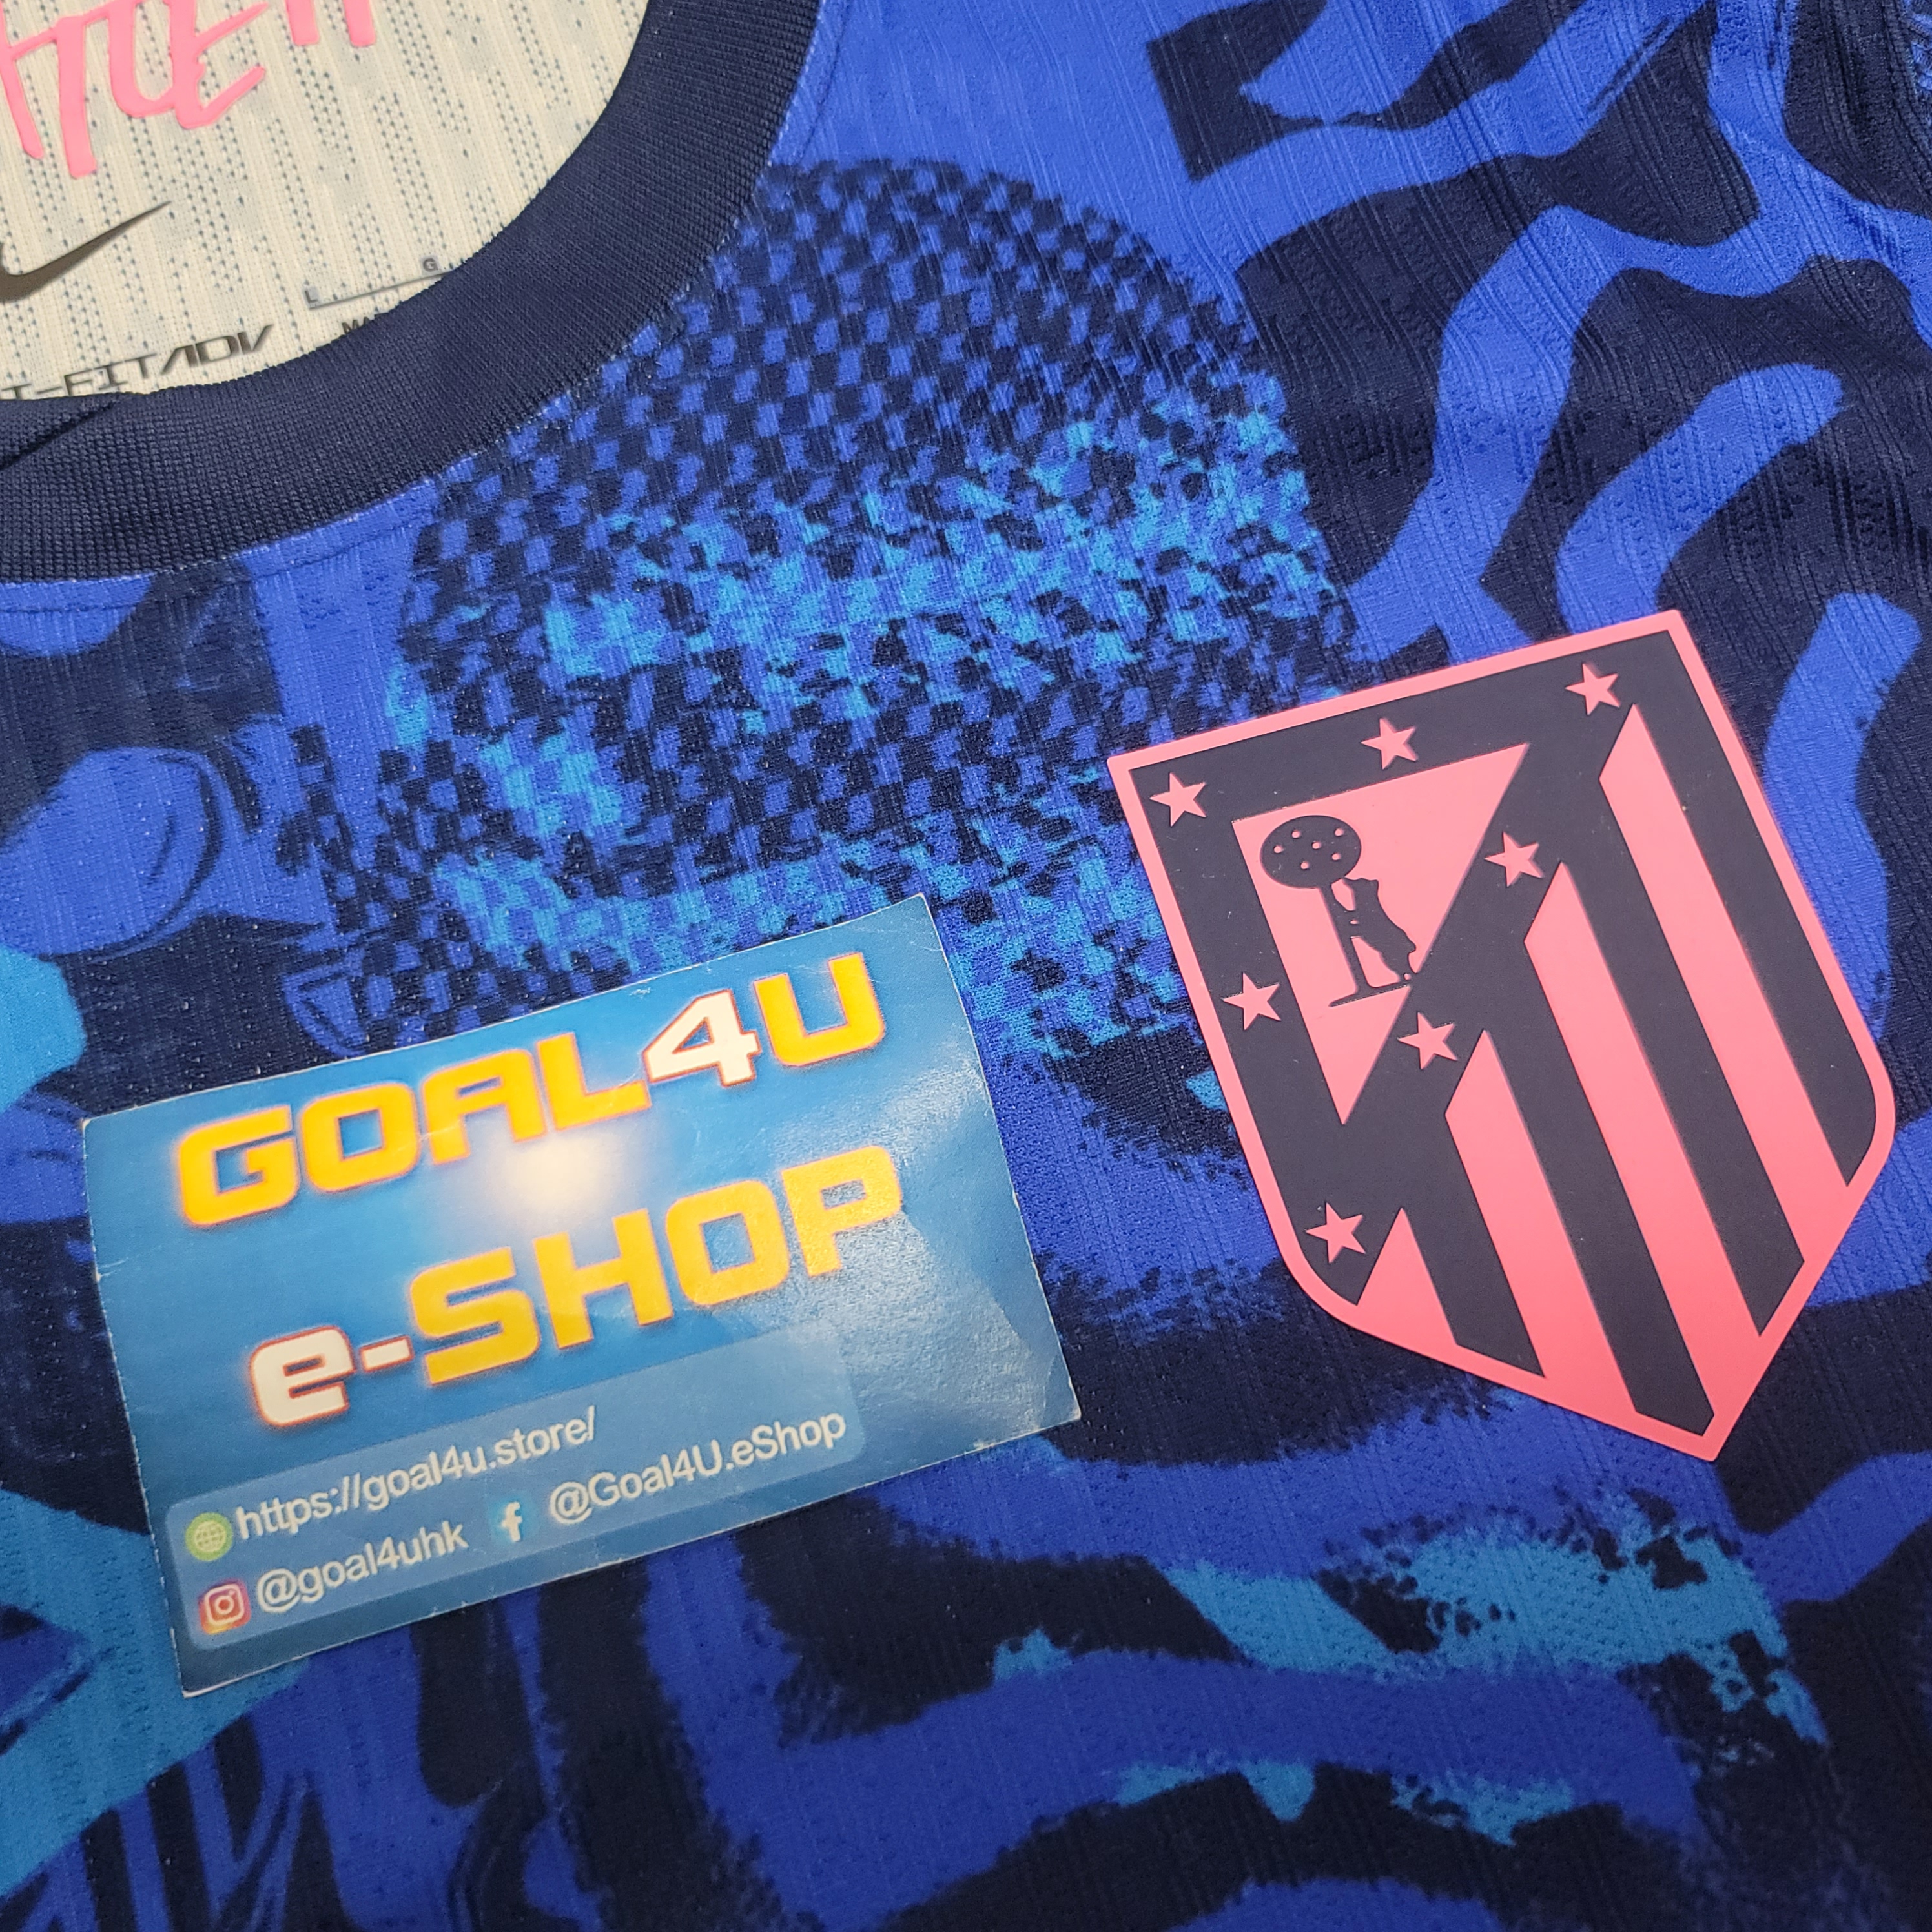 GOAL4U
e-SHOP
https://goal4u.store/
@goal4uhk @Goal4U.eShop